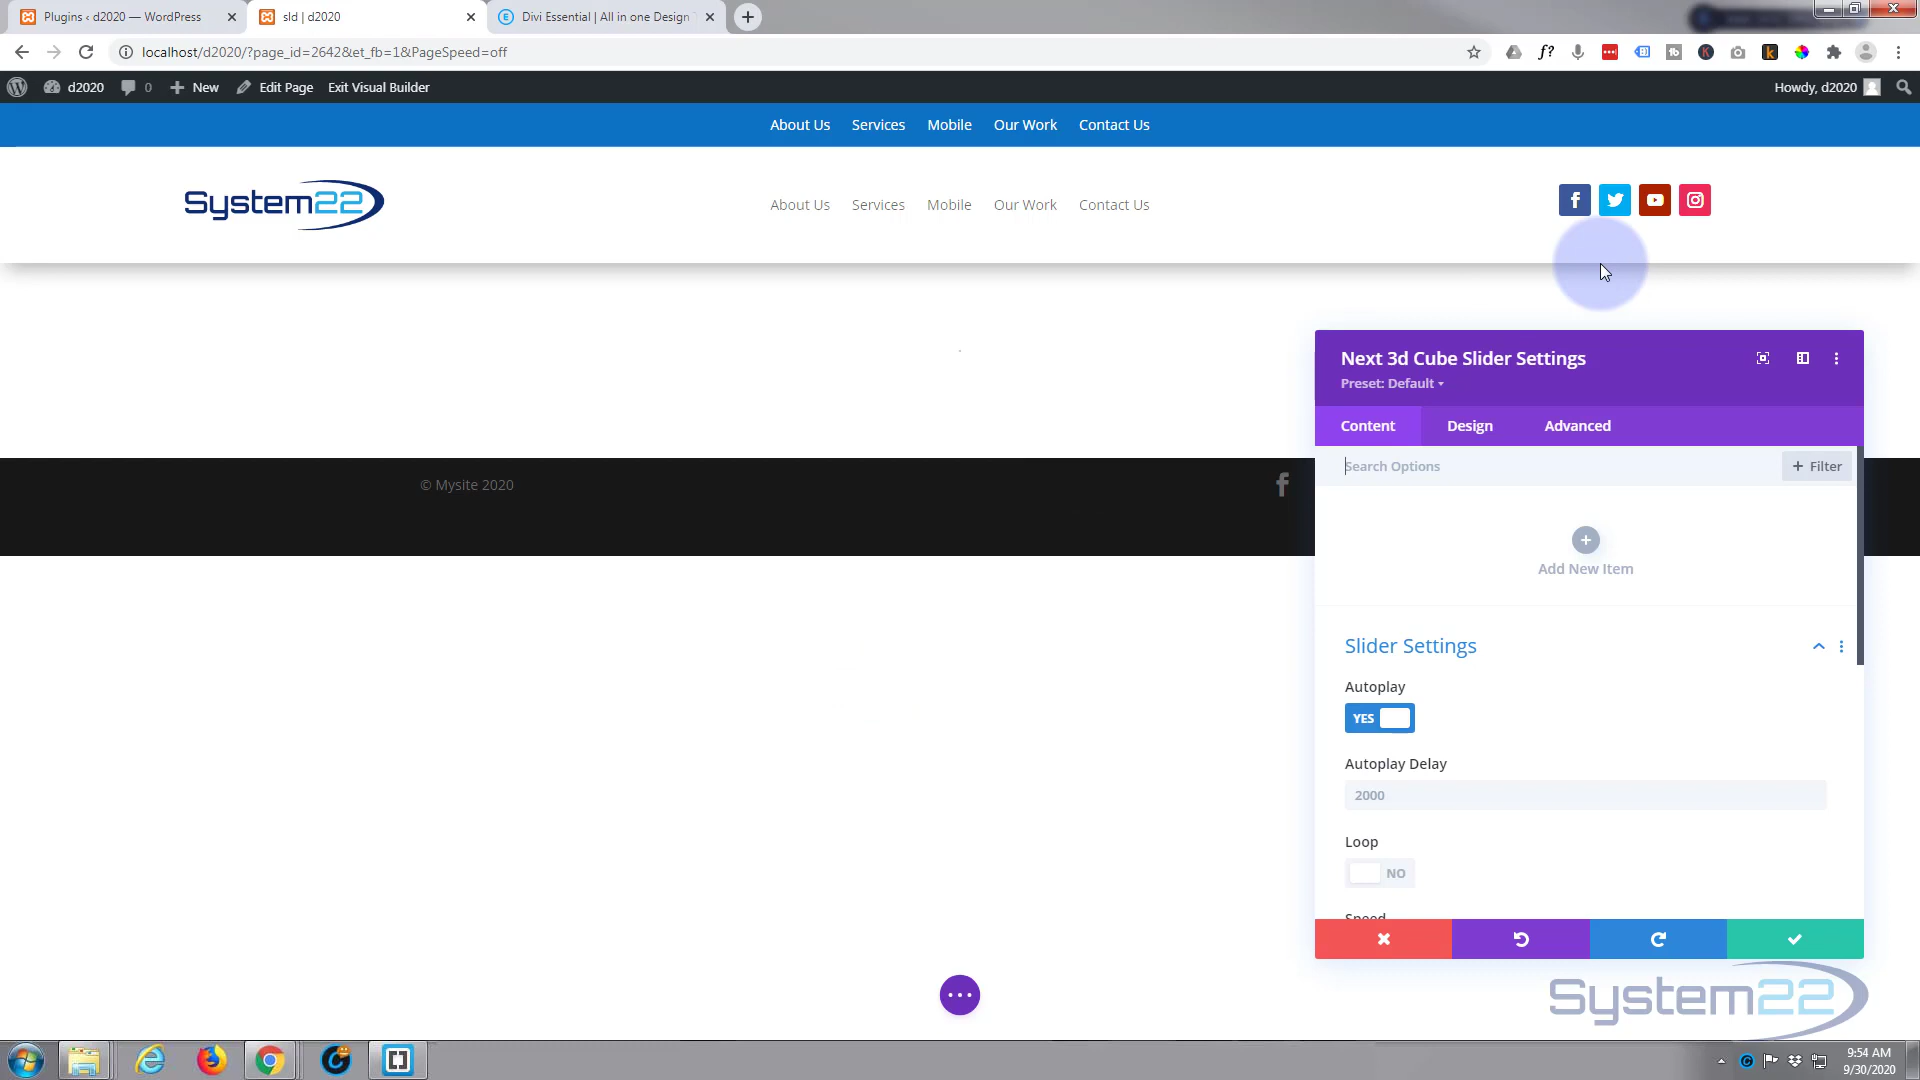 Plugins ‹ d2020 — WordPress
sld | d2020
Divi Essential | All in one Design
localhost/d2020/?page_id=2642&et_fb=1&PageSpeed=off
d2020
0
New
Edit Page
Exit Visual Builder
Howdy, d2020
About Us Services Mobile Our Work Contact Us
System22
About Us Services Mobile Our Work Contact Us
Next 3d Cube Slider Settings
Preset: Default
Content Design Advanced
Search Options
+ Filter
© Mysite 2020
Add New Item
Slider Settings
Autoplay
YES
Autoplay Delay
2000
Loop
NO
Speed
System22
9:54 AM
9/30/2020